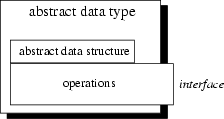 abstract data type
abstract data structure
operations
interface